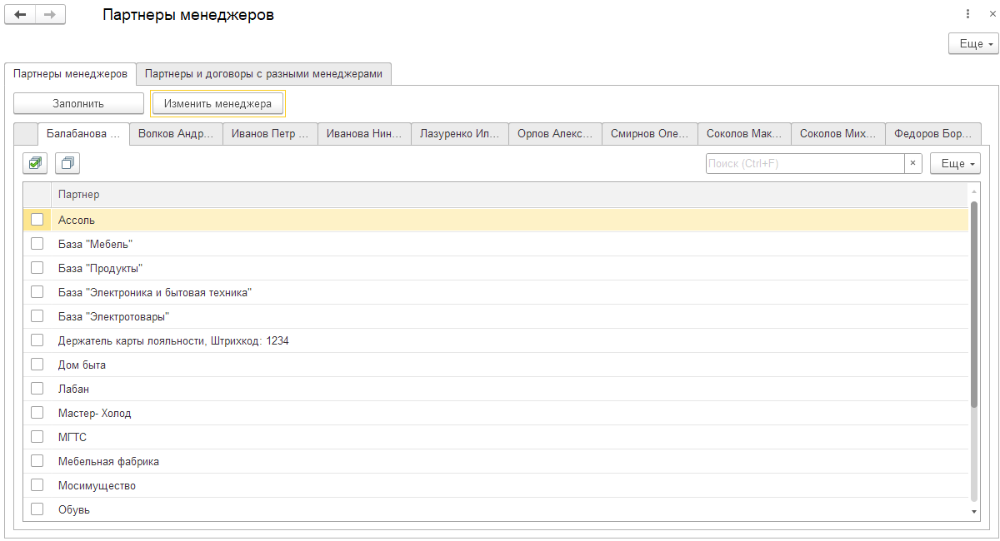 Партнеры менеджеров
Еще
Партнеры менеджеров Партнеры и договоры с разными менеджерами
Заполнить Изменить менеджера
Балабанова ... Волков Андр... Иванов Петр ... Иванова Нин... Лазуренко Ил... Орлов Алекс... Смирнов Оле... Соколов Мак... Соколов Мих... Федоров Бор...
Поиск (Ctrl+F) × Еще
Партнер
Ассоль
База "Мебель"
База "Продукты"
База "Электроника и бытовая техника"
База "Электротовары"
Держатель карты лояльности, Штрихкод: 1234
Дом быта
Лабан
Мастер- Холод
МГТС
Мебельная фабрика
Мосимущество
Обувь